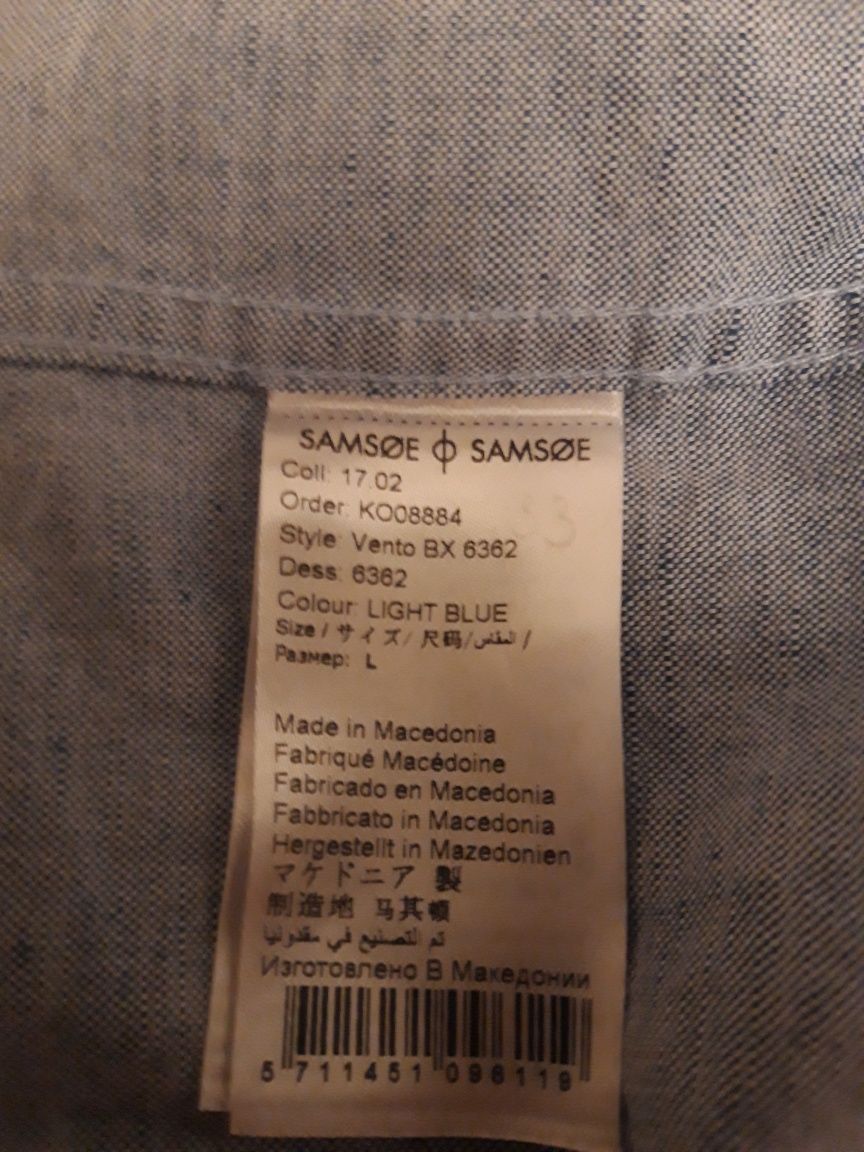 SAMSØE ϕ SAMSØE
Coll: 17.02
Order: KO08884
Style: Vento BX 6362
Dess: 6362
Colour: LIGHT BLUE
Size / サイズ/ 尺码/المقاس /
Размер: L
Made in Macedonia
Fabriqué Macédoine
Fabricado en Macedonia
Fabbricato in Macedonia
Hergestellt in Mazedonien
マケドニア 製
制造地 马其顿
تم التصنيع في مقدونيا
Изготовлено В Македонии
5 711451 096119